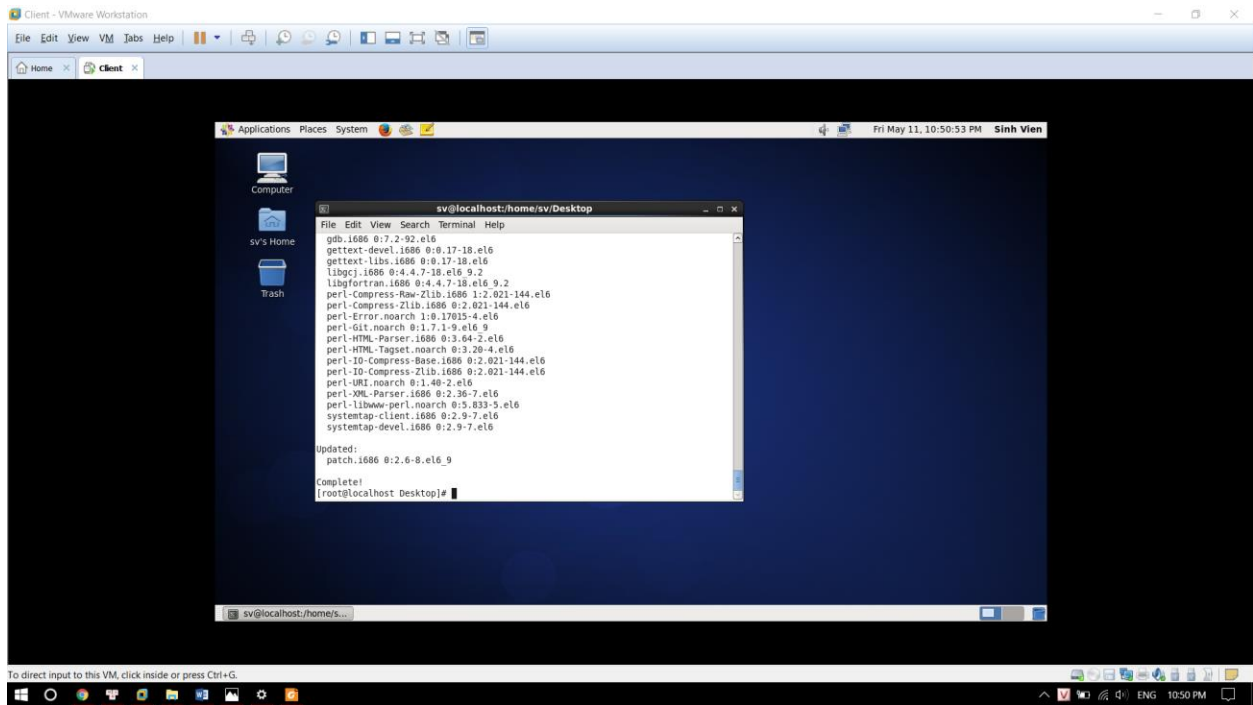 Client - VMware Workstation
File Edit View VM Tabs Help
Home Client
Applications Places System Fri May 11, 10:50:53 PM Sinh Vien
Computer
sv's Home
Trash
sv@localhost:/home/sv/Desktop
File Edit View Search Terminal Help
gdb.i686 0:7.2-92.el6
gettext-devel.i686 0:0.17-18.el6
gettext-libs.i686 0:0.17-18.el6
libgcj.i686 0:4.4.7-18.el6_9.2
libgfortran.i686 0:4.4.7-18.el6_9.2
perl-Compress-Raw-Zlib.i686 1:2.021-144.el6
perl-Compress-Zlib.i686 0:2.021-144.el6
perl-Error.noarch 1:0.17015-4.el6
perl-Git.noarch 0:1.7.1-9.el6_9
perl-HTML-Parser.i686 0:3.64-2.el6
perl-HTML-Tagset.noarch 0:3.20-4.el6
perl-IO-Compress-Base.i686 0:2.021-144.el6
perl-IO-Compress-Zlib.i686 0:2.021-144.el6
perl-URI.noarch 0:1.40-2.el6
perl-XML-Parser.i686 0:2.36-7.el6
perl-libwww-perl.noarch 0:5.833-5.el6
systemtap-client.i686 0:2.9-7.el6
systemtap-devel.i686 0:2.9-7.el6
Updated:
patch.i686 0:2.6-8.el6_9
Complete!
[root@localhost Desktop]#
sv@localhost:/home/s...
To direct input to this VM, click inside or press Ctrl+G.
ENG 10:50 PM